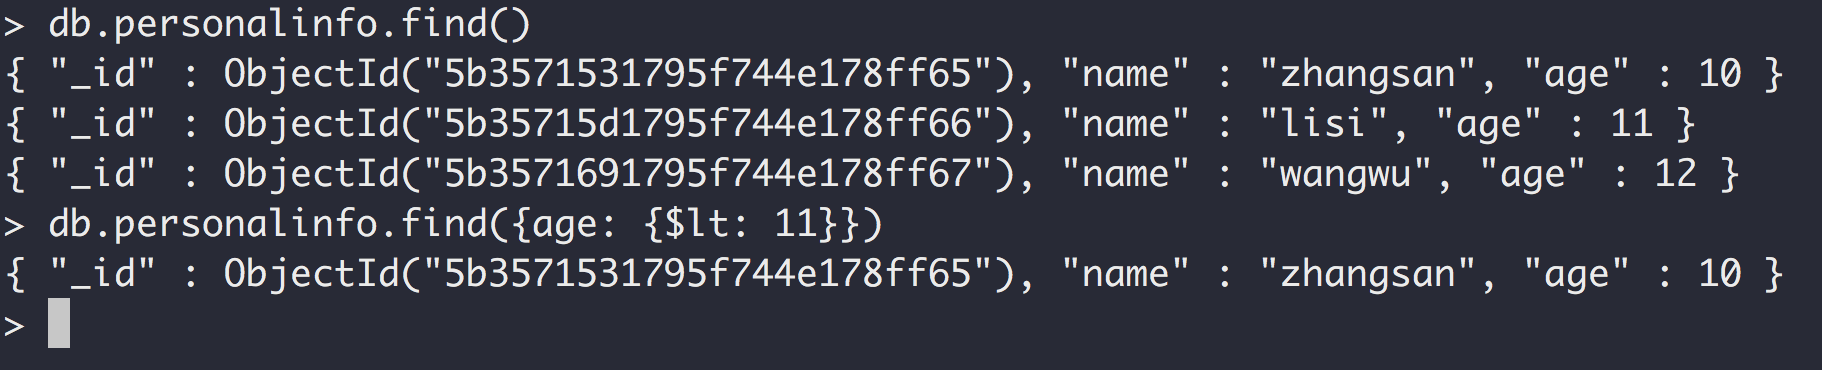 > db.personalinfo.find()
{ "_id" : ObjectId("5b3571531795f744e178ff65"), "name" : "zhangsan", "age" : 10 }
{ "_id" : ObjectId("5b35715d1795f744e178ff66"), "name" : "lisi", "age" : 11 }
{ "_id" : ObjectId("5b3571691795f744e178ff67"), "name" : "wangwu", "age" : 12 }
> db.personalinfo.find({age: {$lt: 11}})
{ "_id" : ObjectId("5b3571531795f744e178ff65"), "name" : "zhangsan", "age" : 10 }
>